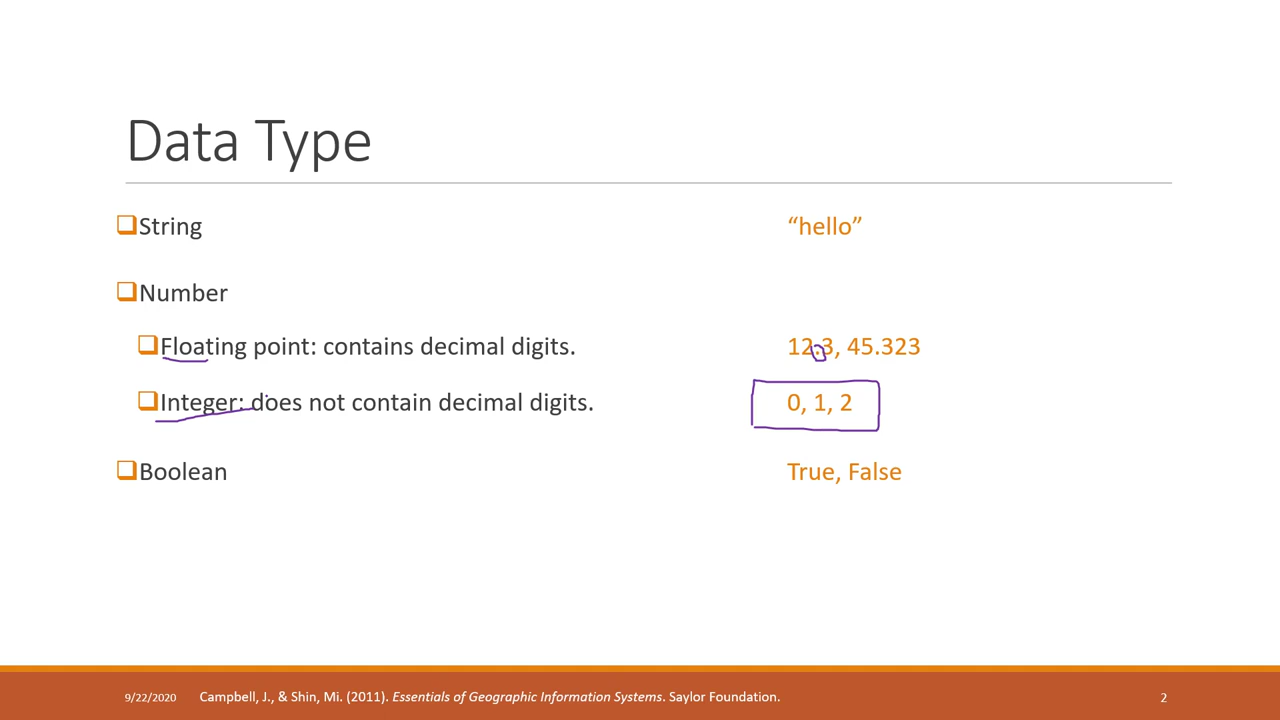 Data Type
String “hello”
Number
Floating point: contains decimal digits. 12.3, 45.323
Integer: does not contain decimal digits. 0, 1, 2
Boolean True, False
9/22/2020 Campbell, J., & Shin, Mi. (2011). Essentials of Geographic Information Systems. Saylor Foundation. 2